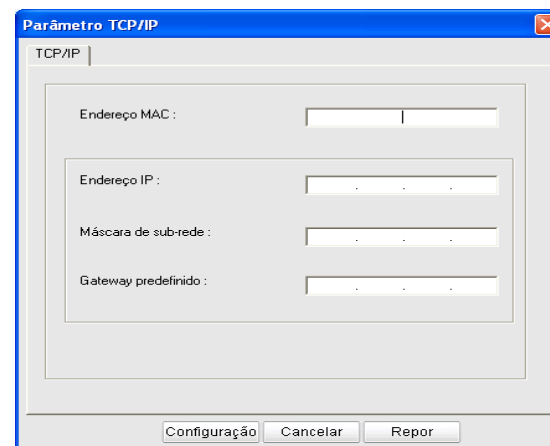 Parâmetro TCP/IP
TCP/IP
Endereço MAC :
Endereço IP :
. . .
Máscara de sub-rede :
. . .
Gateway predefinido :
. . .
Configuração Cancelar Repor